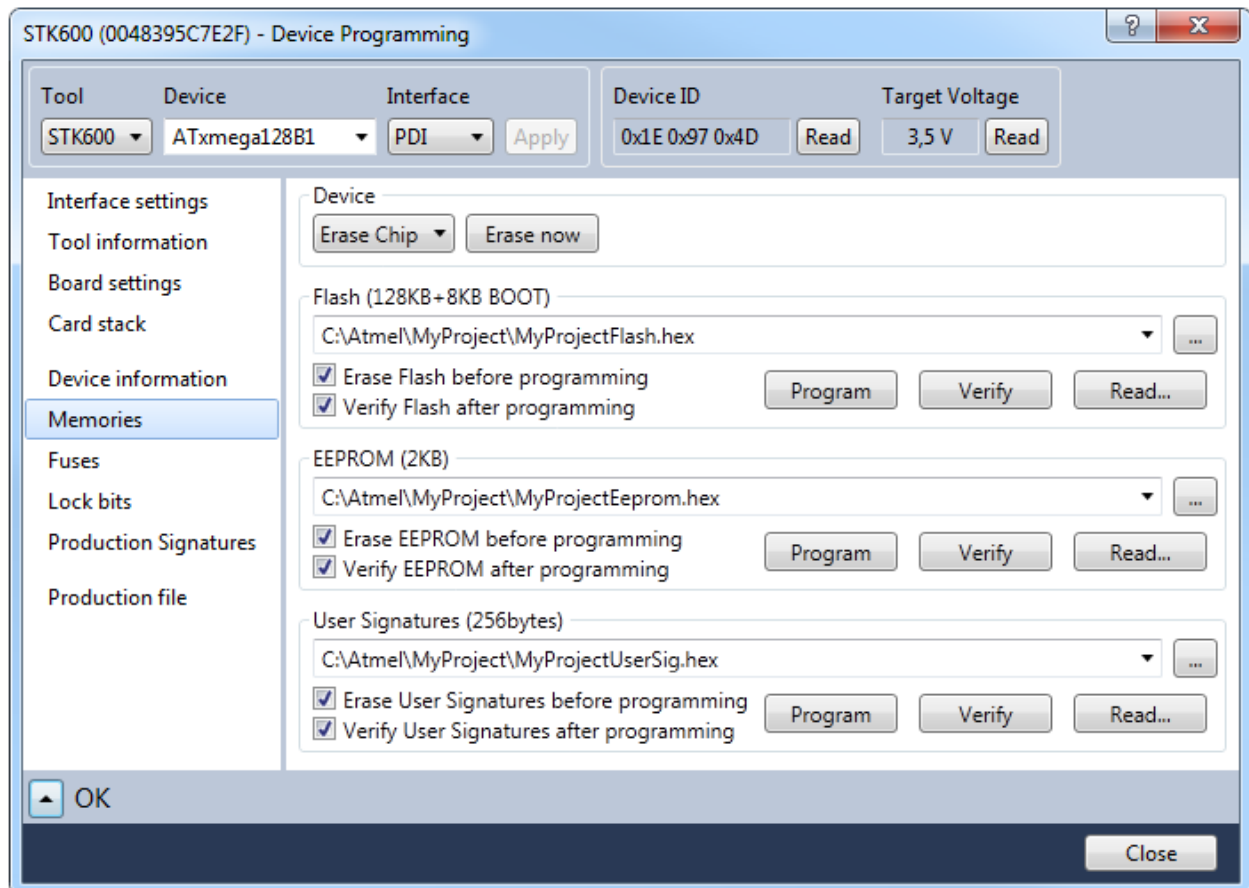 STK600 (0048395C7E2F) - Device Programming
Tool Device Interface Device ID Target Voltage
STK600 ATxmega128B1 PDI Apply 0x1E 0x97 0x4D Read 3,5 V Read
Interface settings
Tool information
Board settings
Card stack
Device information
Memories
Fuses
Lock bits
Production Signatures
Production file
Device
Erase Chip Erase now
Flash (128KB+8KB BOOT)
C:\Atmel\MyProject\MyProjectFlash.hex ...
Erase Flash before programming
Verify Flash after programming
Program Verify Read...
EEPROM (2KB)
C:\Atmel\MyProject\MyProjectEeprom.hex ...
Erase EEPROM before programming
Verify EEPROM after programming
Program Verify Read...
User Signatures (256bytes)
C:\Atmel\MyProject\MyProjectUserSig.hex ...
Erase User Signatures before programming
Verify User Signatures after programming
Program Verify Read...
OK
Close